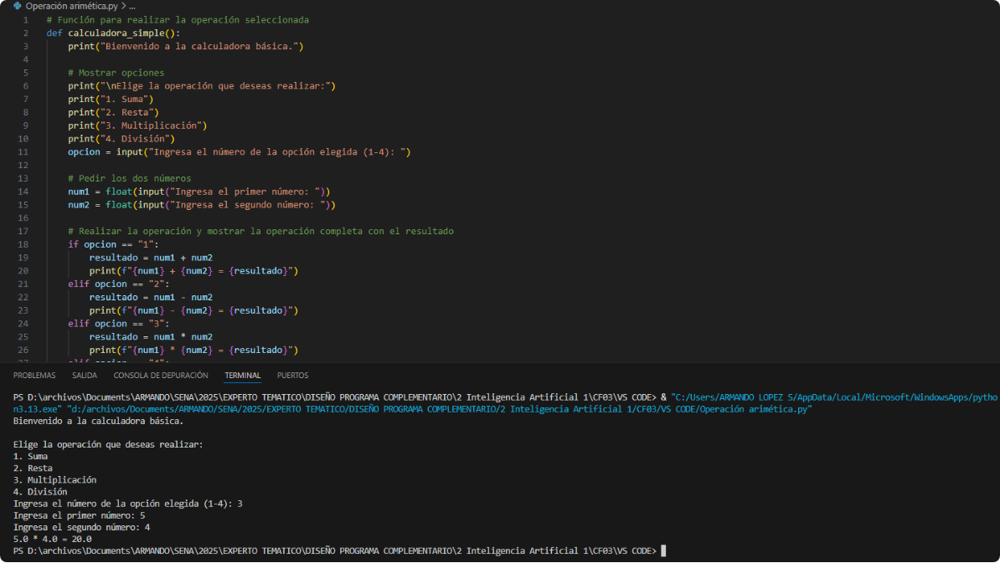 Operación arimética.py > ...
1 # Función para realizar la operación seleccionada
2 def calculadora_simple():
3 print("Bienvenido a la calculadora básica.")
4
5 # Mostrar opciones
6 print("\nElige la operación que deseas realizar:")
7 print("1. Suma")
8 print("2. Resta")
9 print("3. Multiplicación")
10 print("4. División")
11 opcion = input("Ingresa el número de la opción elegida (1-4): ")
12
13 # Pedir los dos números
14 num1 = float(input("Ingresa el primer número: "))
15 num2 = float(input("Ingresa el segundo número: "))
16
17 # Realizar la operación y mostrar la operación completa con el resultado
18 if opcion == "1":
19 resultado = num1 + num2
20 print(f"{num1} + {num2} = {resultado}")
21 elif opcion == "2":
22 resultado = num1 - num2
23 print(f"{num1} - {num2} = {resultado}")
24 elif opcion == "3":
25 resultado = num1 * num2
26 print(f"{num1} * {num2} = {resultado}")
27 elif opcion == "4":
PROBLEMAS SALIDA CONSOLA DE DEPURACIÓN TERMINAL PUERTOS
PS D:\archivos\Documents\ARMANDO\SENA\2025\EXPERTO TEMATICO\DISEÑO PROGRAMA COMPLEMENTARIO\2 Inteligencia Artificial 1\CF03\VS CODE> & "C:/Users/ARMANDO LOPEZ S/AppData/Local/Microsoft/WindowsApps/pytho
n3.13.exe" "d:/archivos/Documents/ARMANDO/SENA/2025/EXPERTO TEMATICO/DISEÑO PROGRAMA COMPLEMENTARIO/2 Inteligencia Artificial 1/CF03/VS CODE/Operación arimética.py"
Bienvenido a la calculadora básica.

Elige la operación que deseas realizar:
1. Suma
2. Resta
3. Multiplicación
4. División
Ingresa el número de la opción elegida (1-4): 3
Ingresa el primer número: 5
Ingresa el segundo número: 4
5.0 * 4.0 = 20.0
PS D:\archivos\Documents\ARMANDO\SENA\2025\EXPERTO TEMATICO\DISEÑO PROGRAMA COMPLEMENTARIO\2 Inteligencia Artificial 1\CF03\VS CODE>